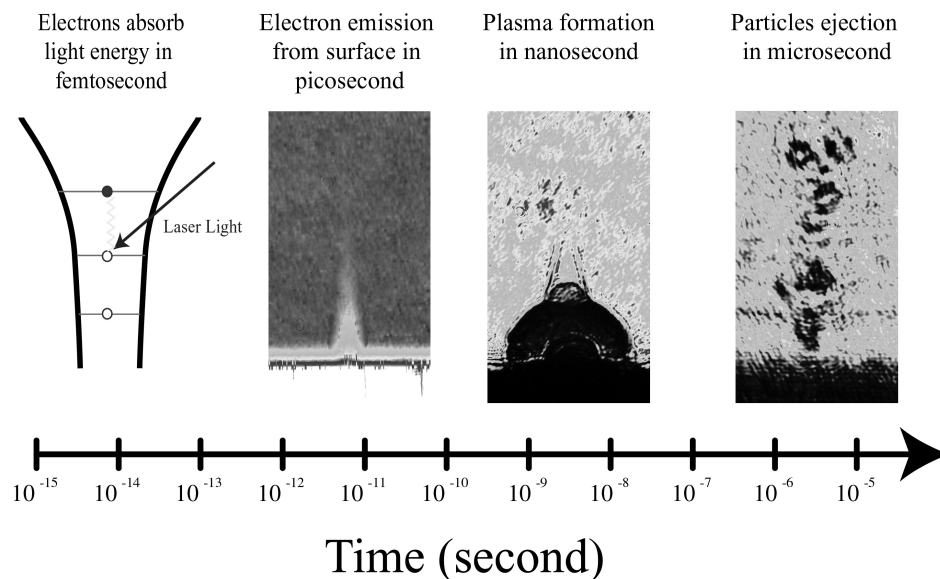 Electrons absorb
light energy in
femtosecond
Electron emission
from surface in
picosecond
Plasma formation
in nanosecond
Particles ejection
in microsecond
Laser Light
10⁻¹⁵ 10⁻¹⁴ 10⁻¹³ 10⁻¹² 10⁻¹¹ 10⁻¹⁰ 10⁻⁹ 10⁻⁸ 10⁻⁷ 10⁻⁶ 10⁻⁵
Time (second)